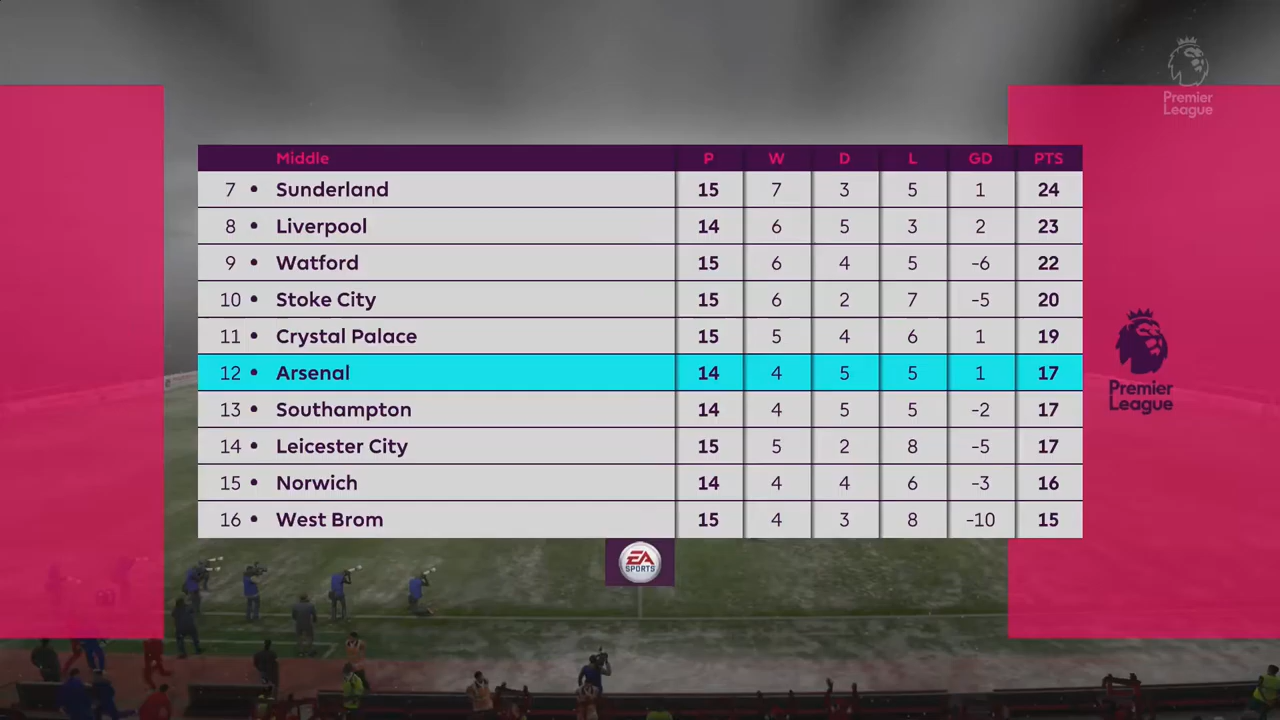 Premier
League
Middle P W D L GD PTS
7 • Sunderland 15 7 3 5 1 24
8 • Liverpool 14 6 5 3 2 23
9 • Watford 15 6 4 5 -6 22
10 • Stoke City 15 6 2 7 -5 20
11 • Crystal Palace 15 5 4 6 1 19
12 • Arsenal 14 4 5 5 1 17
13 • Southampton 14 4 5 5 -2 17
14 • Leicester City 15 5 2 8 -5 17
15 • Norwich 14 4 4 6 -3 16
16 • West Brom 15 4 3 8 -10 15
Premier
League
EA
SPORTS